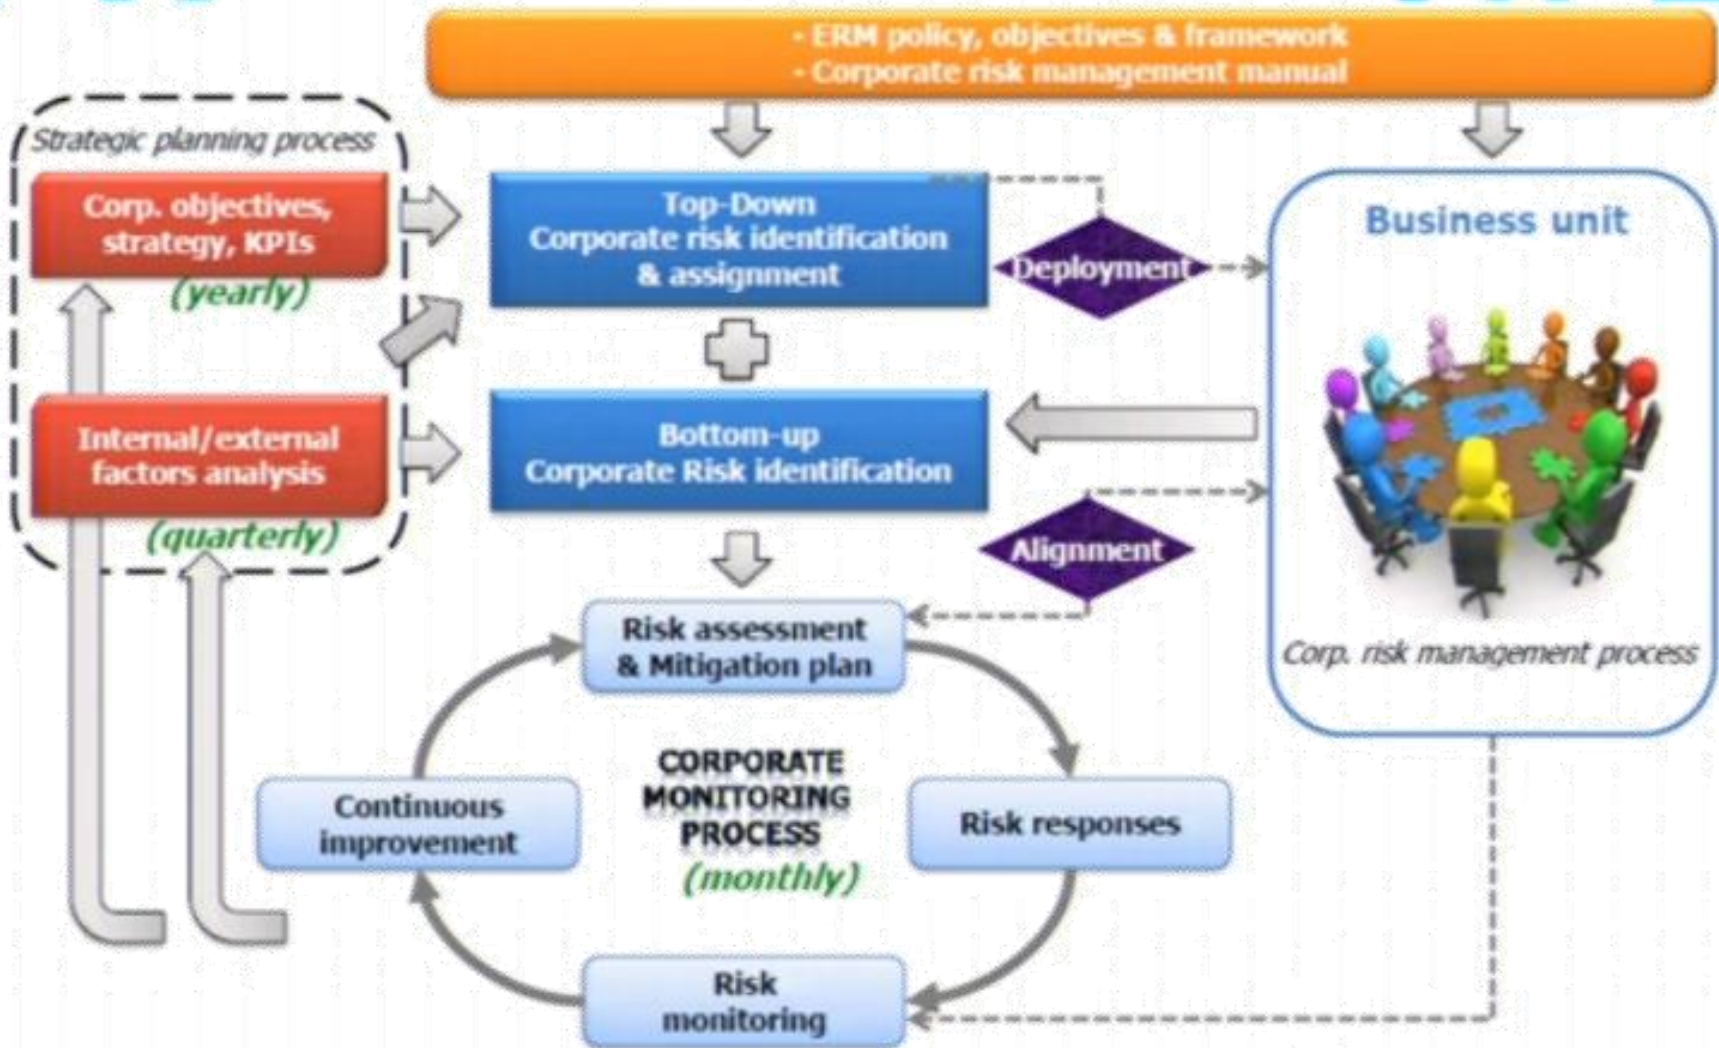 - ERM policy, objectives & framework
- Corporate risk management manual
Strategic planning process
Corp. objectives,
strategy, KPIs
(yearly)
Top-Down
Corporate risk identification
& assignment
Deployment
Business unit
Internal/external
factors analysis
(quarterly)
Bottom-up
Corporate Risk identification
Alignment
Corp. risk management process
Risk assessment
& Mitigation plan
CORPORATE
MONITORING
PROCESS
(monthly)
Continuous
improvement
Risk responses
Risk
monitoring